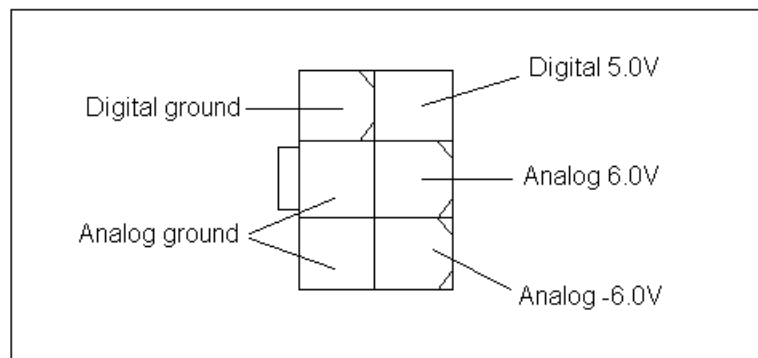 Digital 5.0V
Digital ground
Analog 6.0V
Analog ground
Analog -6.0V